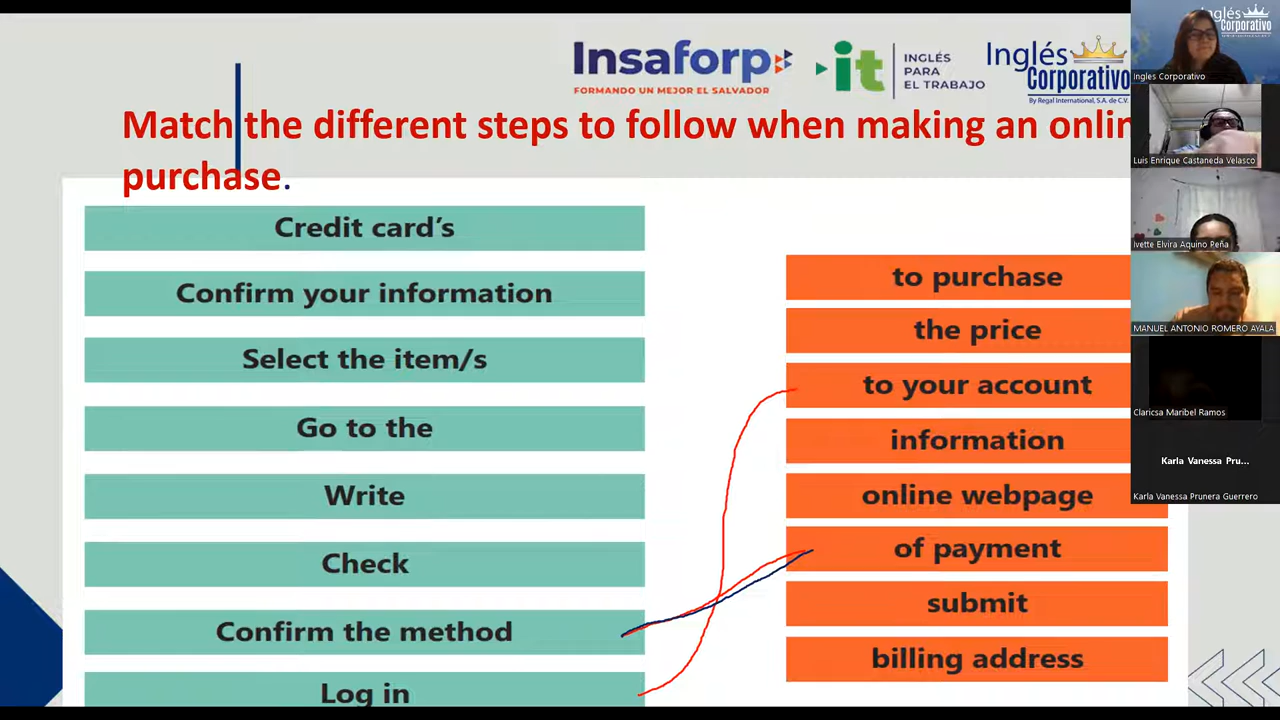 Insaforp
FORMANDO UN MEJOR EL SALVADOR
it
INGLÉS
PARA
EL TRABAJO
Inglés
Corporativo
By Regal International, S.A. de C.V.
Match the different steps to follow when making an onlin
purchase.
Credit card's
Confirm your information
Select the item/s
Go to the
Write
Check
Confirm the method
Log in
to purchase
the price
to your account
information
online webpage
of payment
submit
billing address
Inglés
Corporativo
Ingles Corporativo
Luis Enrique Castaneda Velasco
Ivette Elvira Aquino Peña
MANUEL ANTONIO ROMERO AYALA
Claricsa Maribel Ramos
Karla Vanessa Pru...
Karla Vanessa Prunera Guerrero